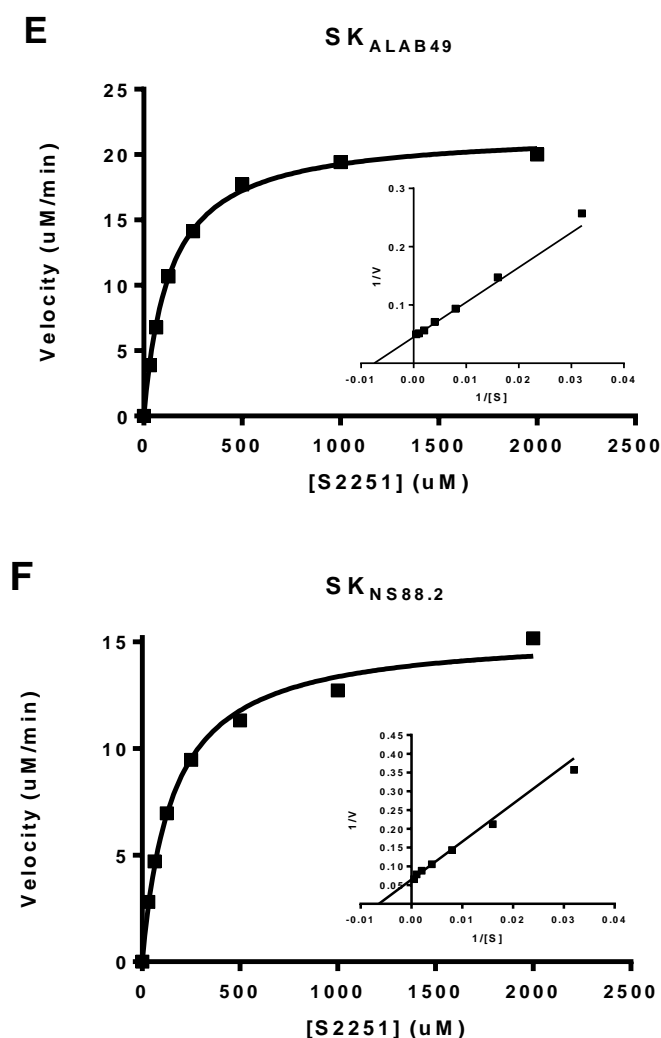 E
SK ALAB49
Velocity (uM/min)
25
20
15
10
5
0
0 500 1000 1500 2000 2500
[S2251] (uM)
1/V
0.3
0.2
0.1
-0.01 0.00 0.01 0.02 0.03 0.04
1/[S]
F
SK NS88.2
Velocity (uM/min)
15
10
5
0
0 500 1000 1500 2000 2500
[S2251] (uM)
1/V
0.45
0.40
0.35
0.30
0.25
0.20
0.15
0.10
0.05
-0.01 0.00 0.01 0.02 0.03 0.04
1/[S]